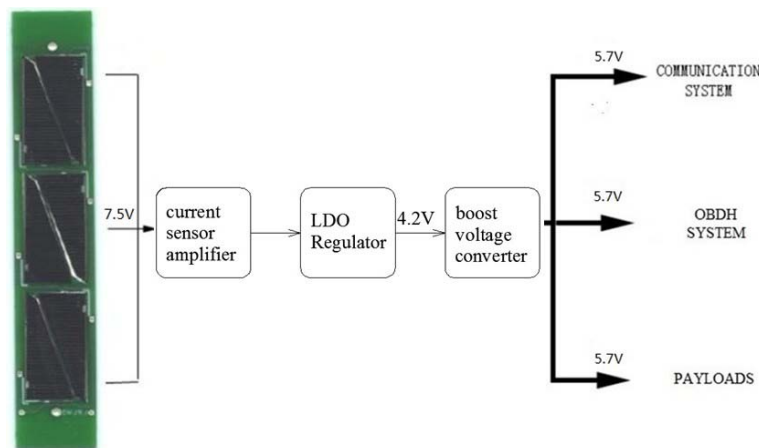 7.5V
current
sensor
amplifier
LDO
Regulator
4.2V
boost
voltage
converter
5.7V
COMMUNICATION
SYSTEM
5.7V
OBDH
SYSTEM
5.7V
PAYLOADS